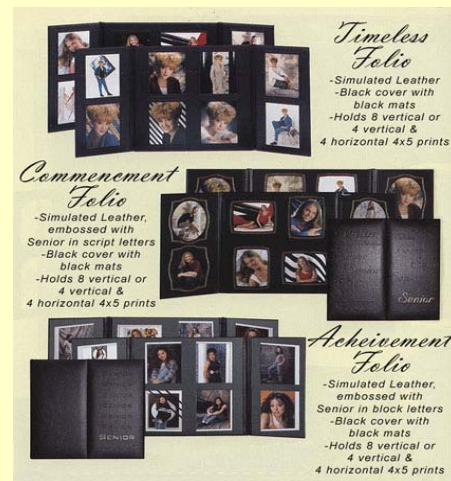 Timeless
Folio
-Simulated Leather
-Black cover with
black mats
-Holds 8 vertical or
4 vertical &
4 horizontal 4x5 prints
Commencment
Folio
-Simulated Leather,
embossed with
Senior in script letters
-Black cover with
black mats
-Holds 8 vertical or
4 vertical &
4 horizontal 4x5 prints
Senior
Acheivement
Folio
-Simulated Leather,
embossed with
Senior in block letters
-Black cover with
black mats
-Holds 8 vertical or
4 vertical &
4 horizontal 4x5 prints
SENIOR